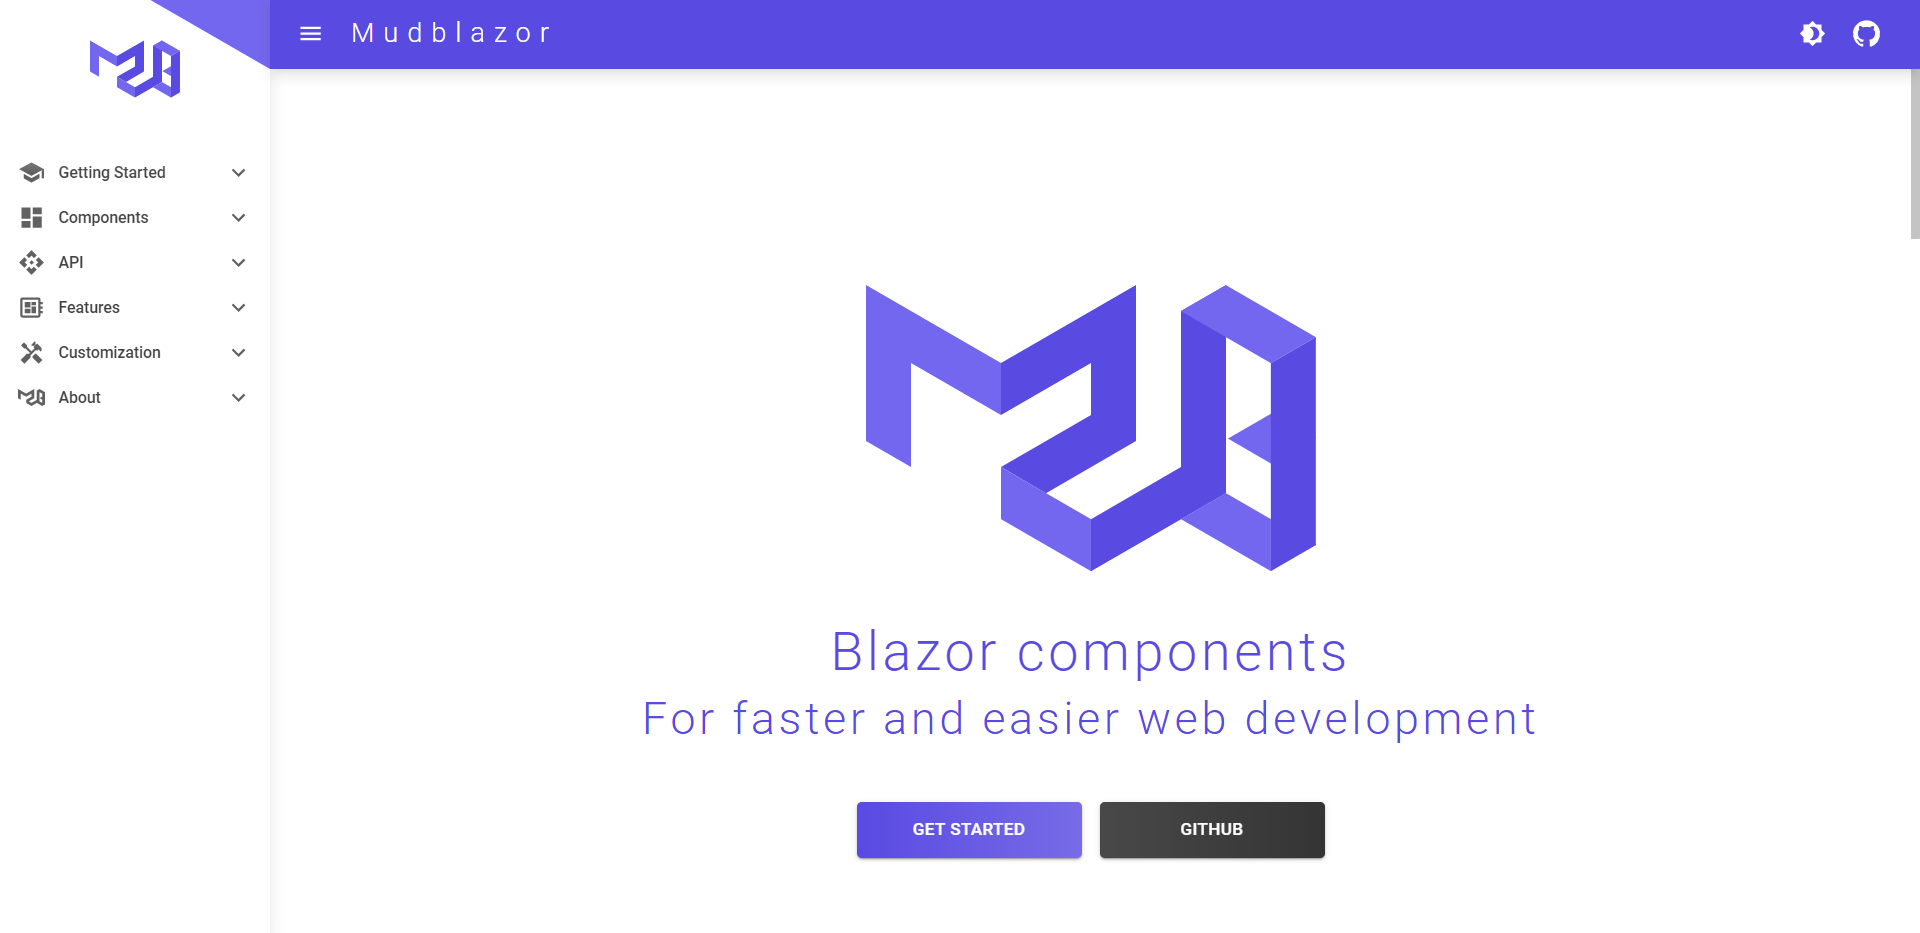 Mudblazor
Getting Started
Components
API
Features
Customization
About
Blazor components
For faster and easier web development
GET STARTED
GITHUB